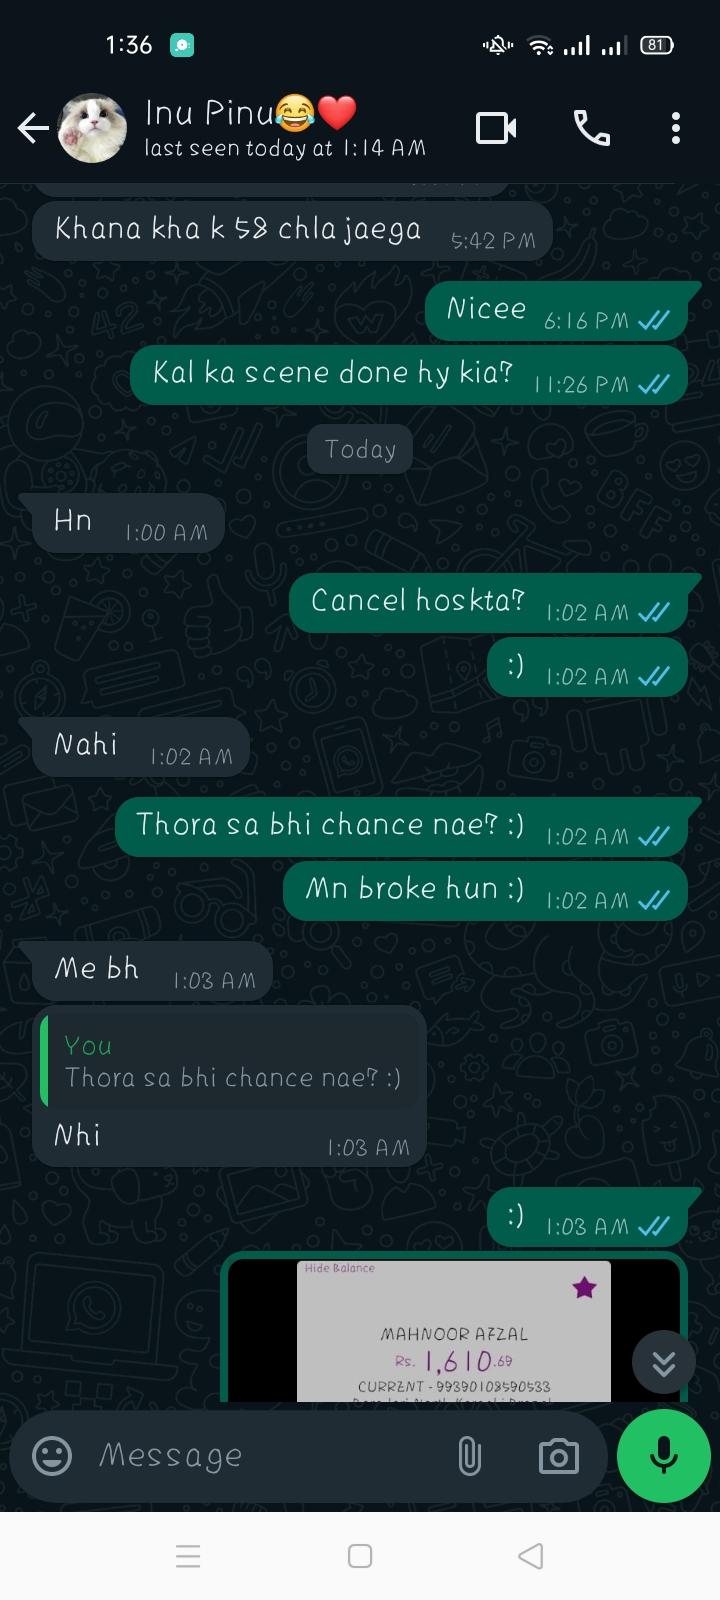 1:36
81
Inu Pinu😂❤️
last seen today at 1:14 AM
Khana kha k 58 chla jaega 5:42 PM
Nicee 6:16 PM
Kal ka scene done hy kia? 11:26 PM
Today
Hn 1:00 AM
Cancel hoskta? 1:02 AM
:) 1:02 AM
Nahi 1:02 AM
Thora sa bhi chance nae? :) 1:02 AM
Mn broke hun :) 1:02 AM
Me bh 1:03 AM
You
Thora sa bhi chance nae? :)
Nhi 1:03 AM
:) 1:03 AM
Hide Balance
MAHNOOR AFZAL
Rs. 1,610.69
CURRENT - 99390108590533
Message